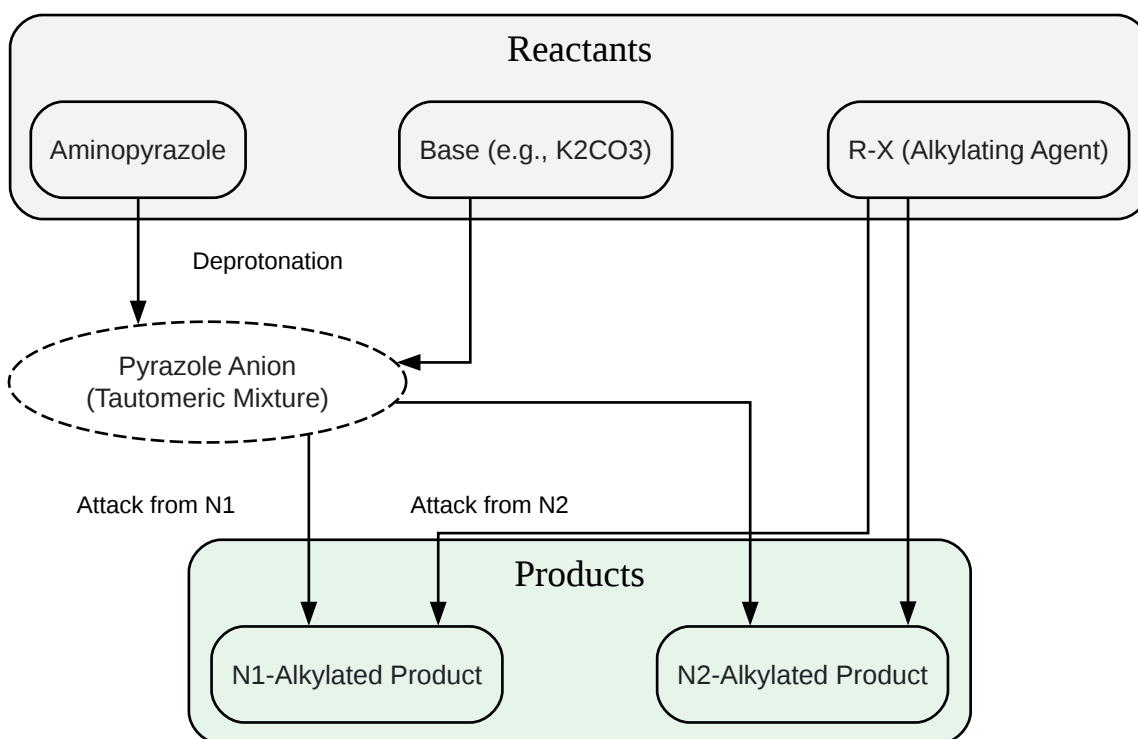 Reactants
Aminopyrazole
Base (e.g., K2CO3)
R-X (Alkylating Agent)
Deprotonation
Pyrazole Anion
(Tautomeric Mixture)
Attack from N1
Attack from N2
Products
N1-Alkylated Product
N2-Alkylated Product